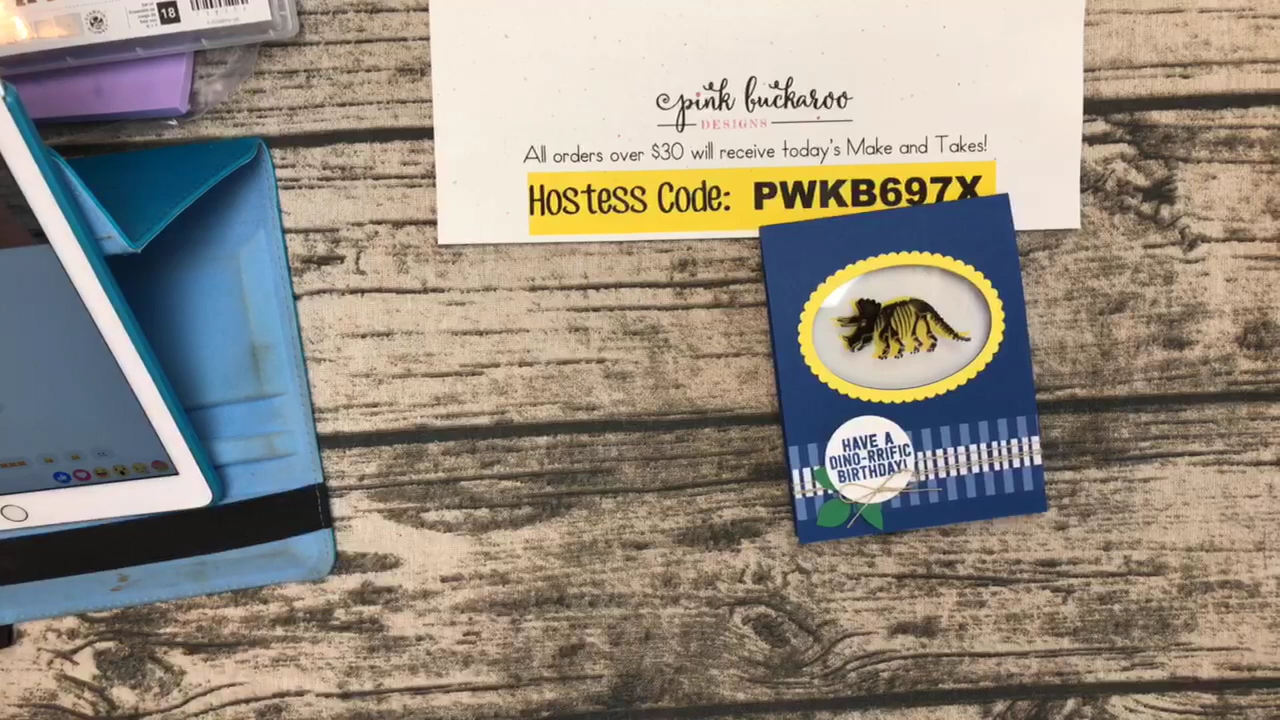 18
pink buckaroo
DESIGNS
All orders over $30 will receive today's Make and Takes!
Hostess Code: PWKB697X
HAVE A
DINO-RRIFIC
BIRTHDAY!